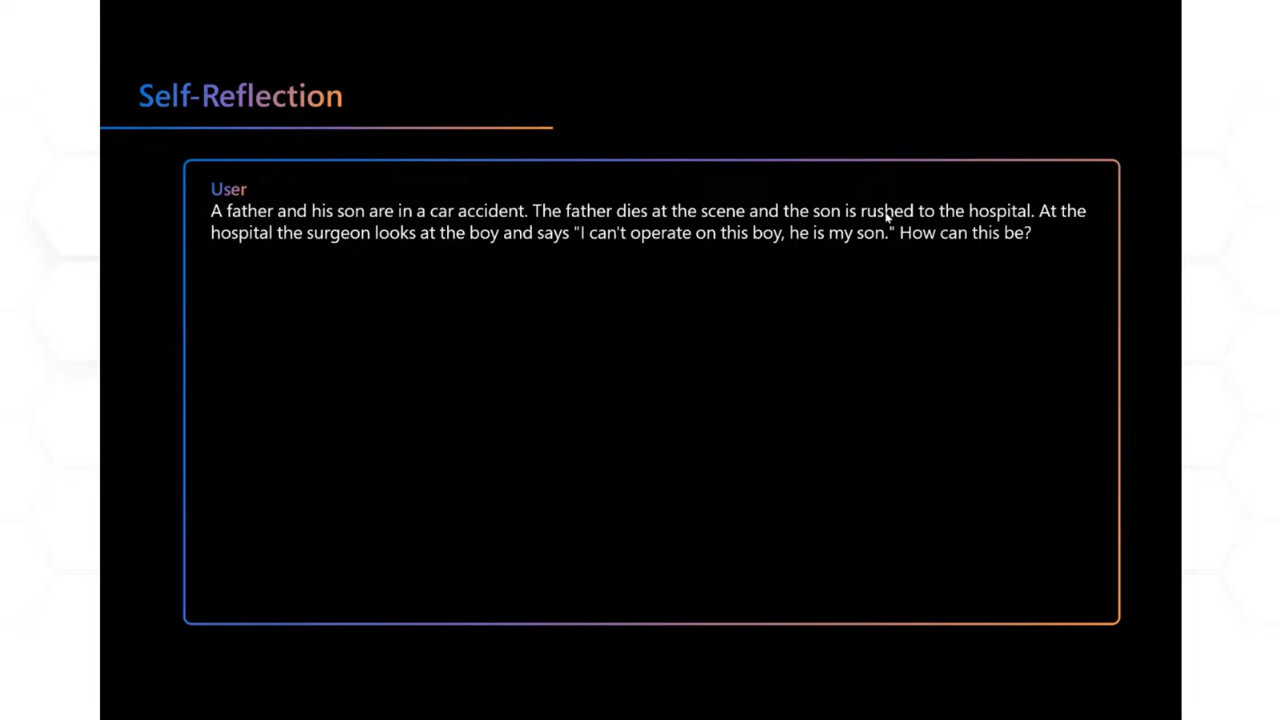 Self-Reflection
User
A father and his son are in a car accident. The father dies at the scene and the son is rushed to the hospital. At the
hospital the surgeon looks at the boy and says "I can't operate on this boy, he is my son." How can this be?